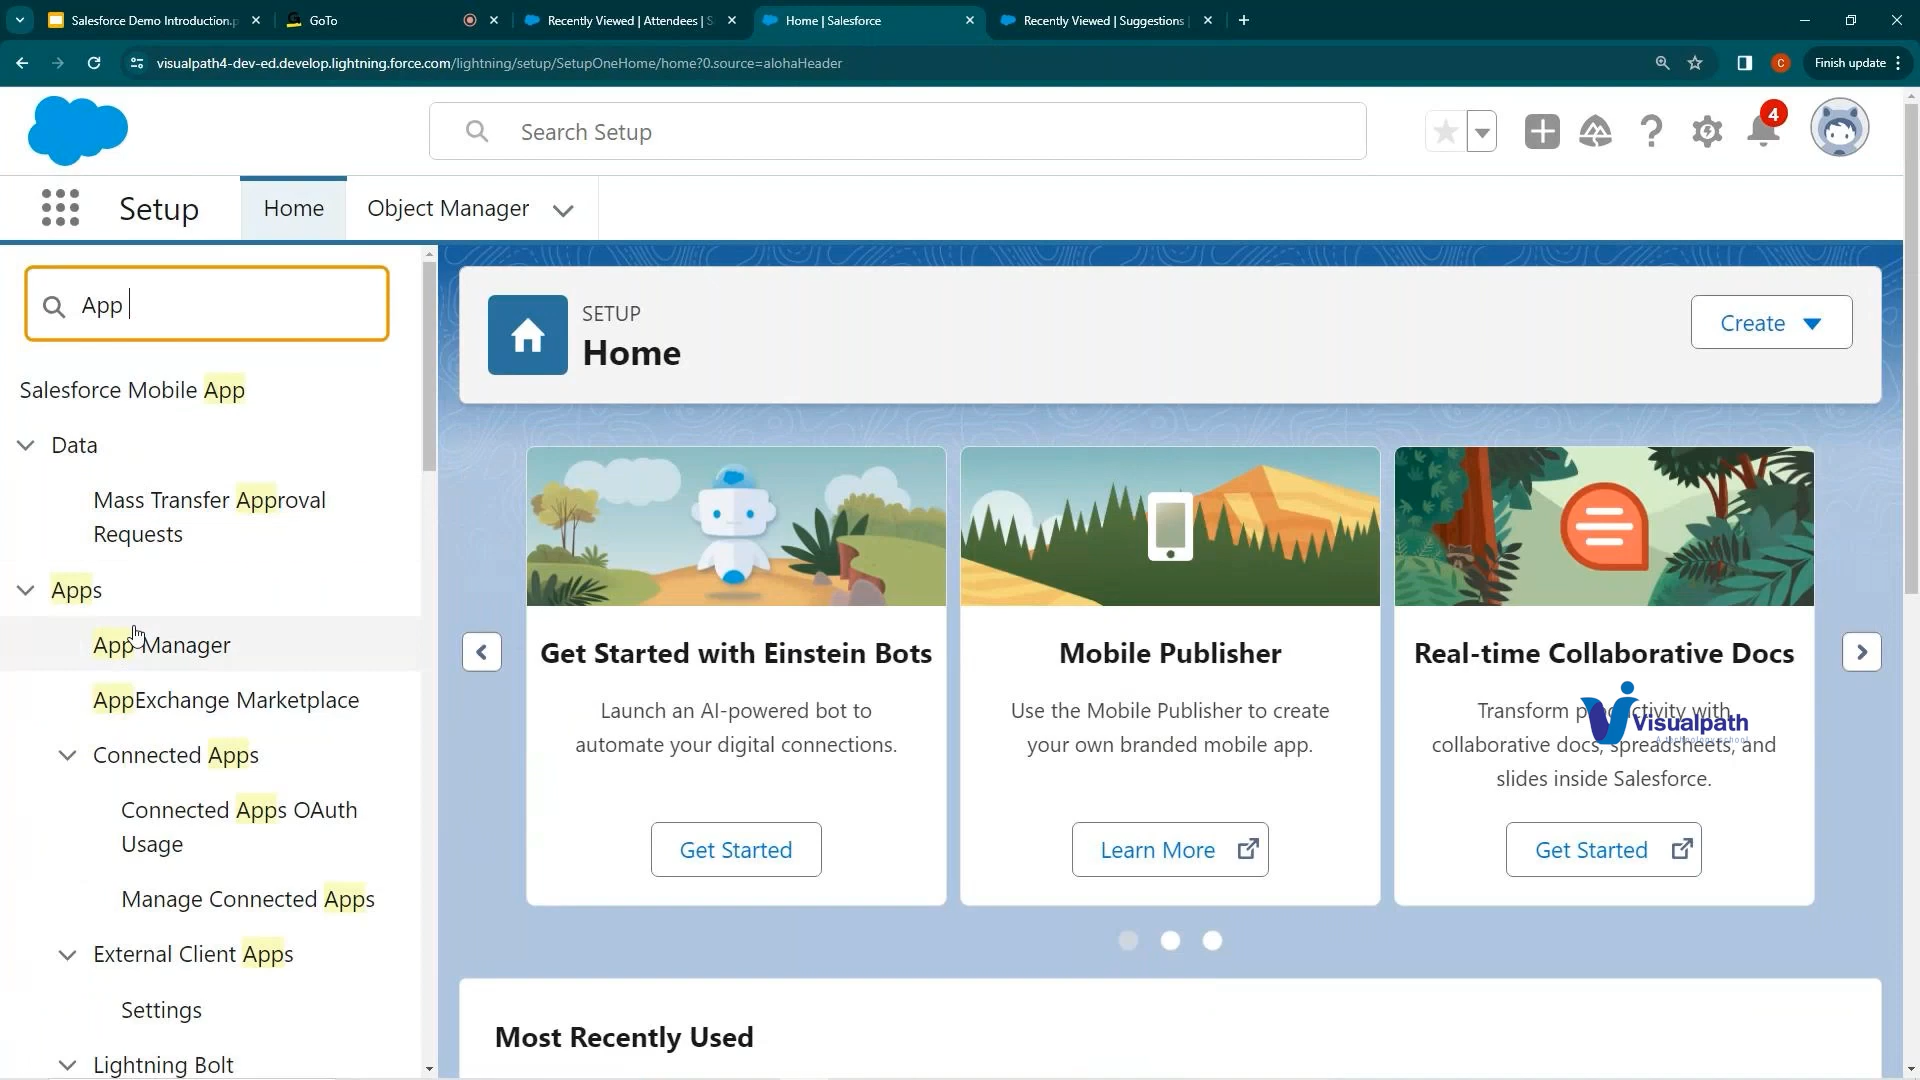 Salesforce Demo Introduction.p
GoTo
Recently Viewed | Attendees | S
Home | Salesforce
Recently Viewed | Suggestions
visualpath4-dev-ed.develop.lightning.force.com/lightning/setup/SetupOneHome/home?0.source=alohaHeader
C
Finish update
Search Setup
4
Setup
Home
Object Manager
App
SETUP
Home
Create
Salesforce Mobile App
Data
Mass Transfer Approval
Requests
Apps
App Manager
AppExchange Marketplace
Connected Apps
Connected Apps OAuth
Usage
Manage Connected Apps
External Client Apps
Settings
Lightning Bolt
Get Started with Einstein Bots
Launch an AI-powered bot to
automate your digital connections.
Get Started
Mobile Publisher
Use the Mobile Publisher to create
your own branded mobile app.
Learn More
Real-time Collaborative Docs
Transform productivity with
collaborative docs, spreadsheets, and
slides inside Salesforce.
Visualpath
Get Started
Most Recently Used